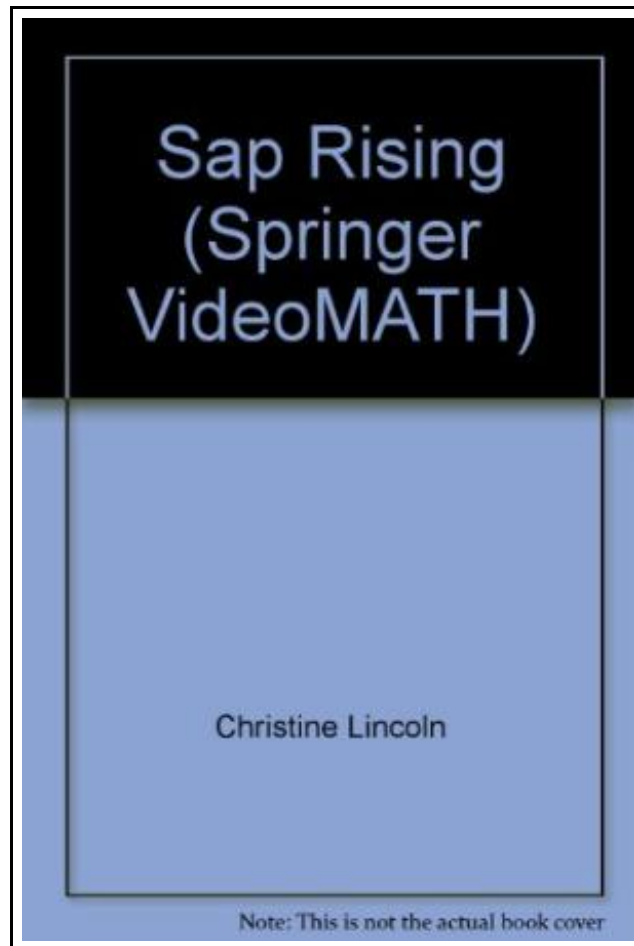 Sap Rising
(Springer
VideoMATH)
Christine Lincoln
Note: This is not the actual book cover